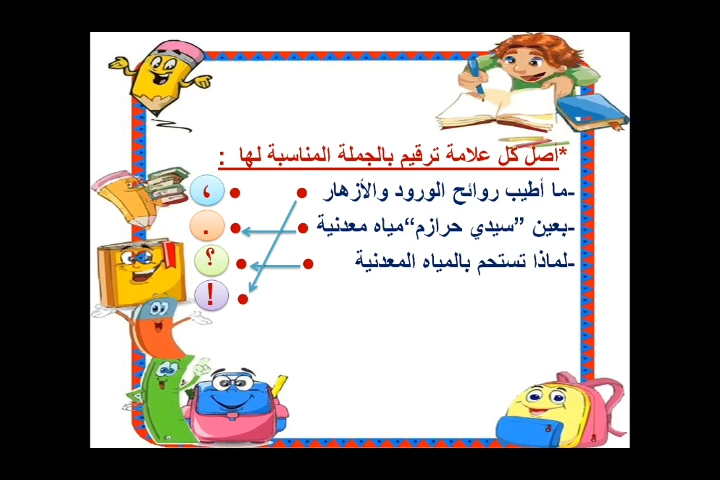 *اصل كل علامة ترقيم بالجملة المناسبة لها :
-ما أطيب روائح الورود والأزهار • • ،
-بعين ”سيدي حرازم“مياه معدنية • • .
-لماذا تستحم بالمياه المعدنية • • ؟
• !